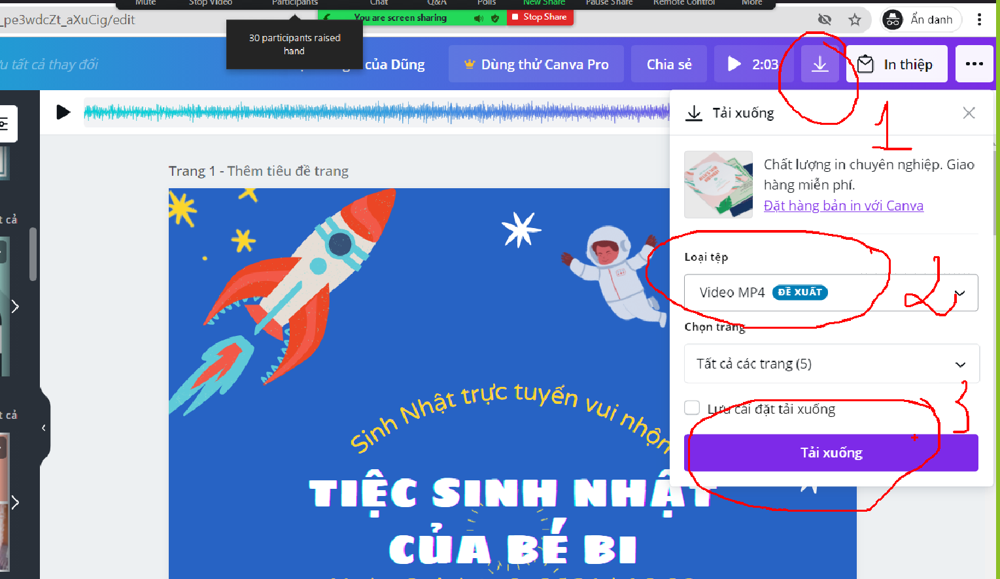 Mute Stop Video Participants Chat Q&A Polls New Share Pause Share Remote Control More
You are screen sharing Stop Share
_pe3wdcZt_aXuCig/edit
Ẩn danh
30 participants raised
hand
ưu tất cả thay đổi
của Dũng
Dùng thử Canva Pro
Chia sẻ
2:03
In thiệp
Tải xuống
1
Chất lượng in chuyên nghiệp. Giao
hàng miễn phí.
Đặt hàng bản in với Canva
Trang 1 - Thêm tiêu đề trang
t cả
Loại tệp
Video MP4 ĐỀ XUẤT
2
Chọn trang
Tất cả các trang (5)
3
Lưu cài đặt tải xuống
Tải xuống
t cả
Sinh Nhật trực tuyến vui nhộn
TIỆC SINH NHẬT
CỦA BÉ BI